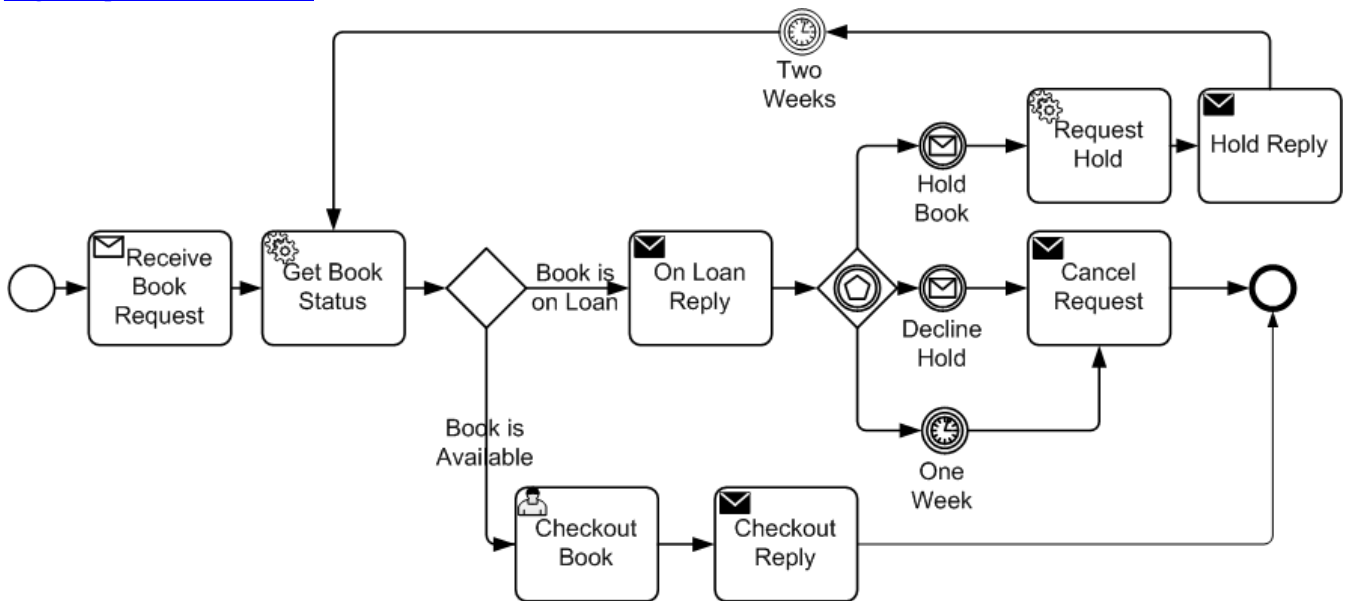 Two
Weeks
Request
Hold
Hold Reply
Hold
Book
Receive
Book
Request
Get Book
Status
Book is
on Loan
On Loan
Reply
Decline
Hold
Cancel
Request
One
Week
Book is
Available
Checkout
Book
Checkout
Reply